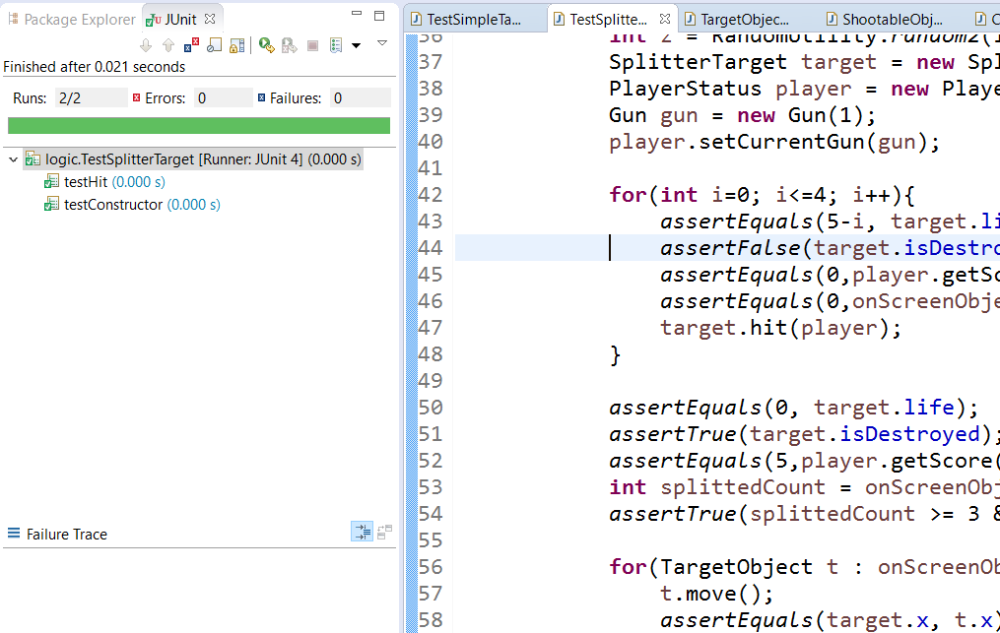 Package Explorer JUnit
Finished after 0.021 seconds
Runs: 2/2 Errors: 0 Failures: 0
logic.TestSplitterTarget [Runner: JUnit 4] (0.000 s)
testHit (0.000 s)
testConstructor (0.000 s)
Failure Trace
TestSimpleTa... TestSplitte... TargetObjec... ShootableObj...
36 int z =
37 SplitterTarget target = new Spl
38 PlayerStatus player = new Playe
39 Gun gun = new Gun(1);
40 player.setCurrentGun(gun);
41
42 for(int i=0; i<=4; i++){
43 assertEquals(5-i, target.li
44 assertFalse(target.isDestro
45 assertEquals(0,player.getSc
46 assertEquals(0,onScreenObje
47 target.hit(player);
48 }
49
50 assertEquals(0, target.life);
51 assertTrue(target.isDestroyed);
52 assertEquals(5,player.getScore(
53 int splittedCount = onScreenObj
54 assertTrue(splittedCount >= 3 &
55
56 for(TargetObject t : onScreenOb
57 t.move();
58 assertEquals(target.x, t.x)